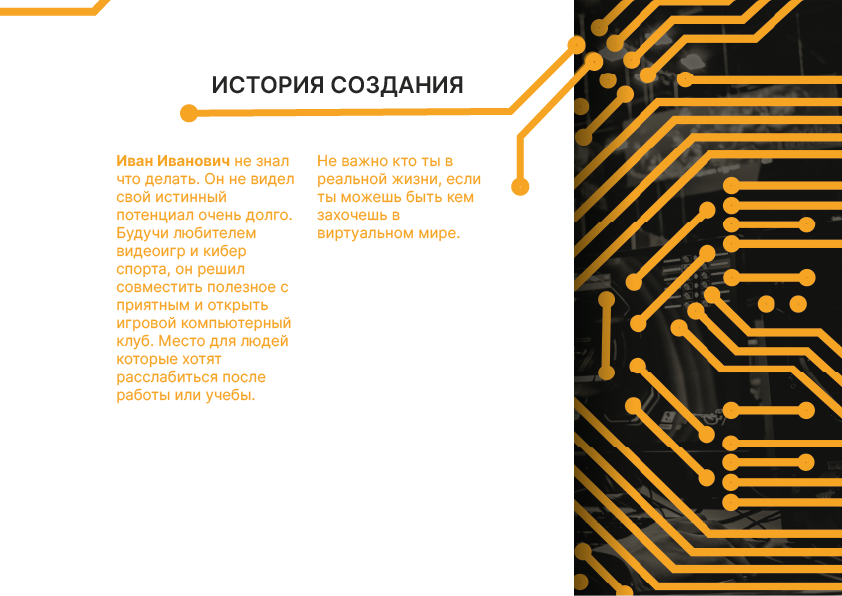 ИСТОРИЯ СОЗДАНИЯ
Иван Иванович не знал
что делать. Он не видел
свой истинный
потенциал очень долго.
Будучи любителем
видеоигр и кибер
спорта, он решил
совместить полезное с
приятным и открыть
игровой компьютерный
клуб. Место для людей
которые хотят
расслабиться после
работы или учебы.
Не важно кто ты в
реальной жизни, если
ты можешь быть кем
захочешь в
виртуальном мире.